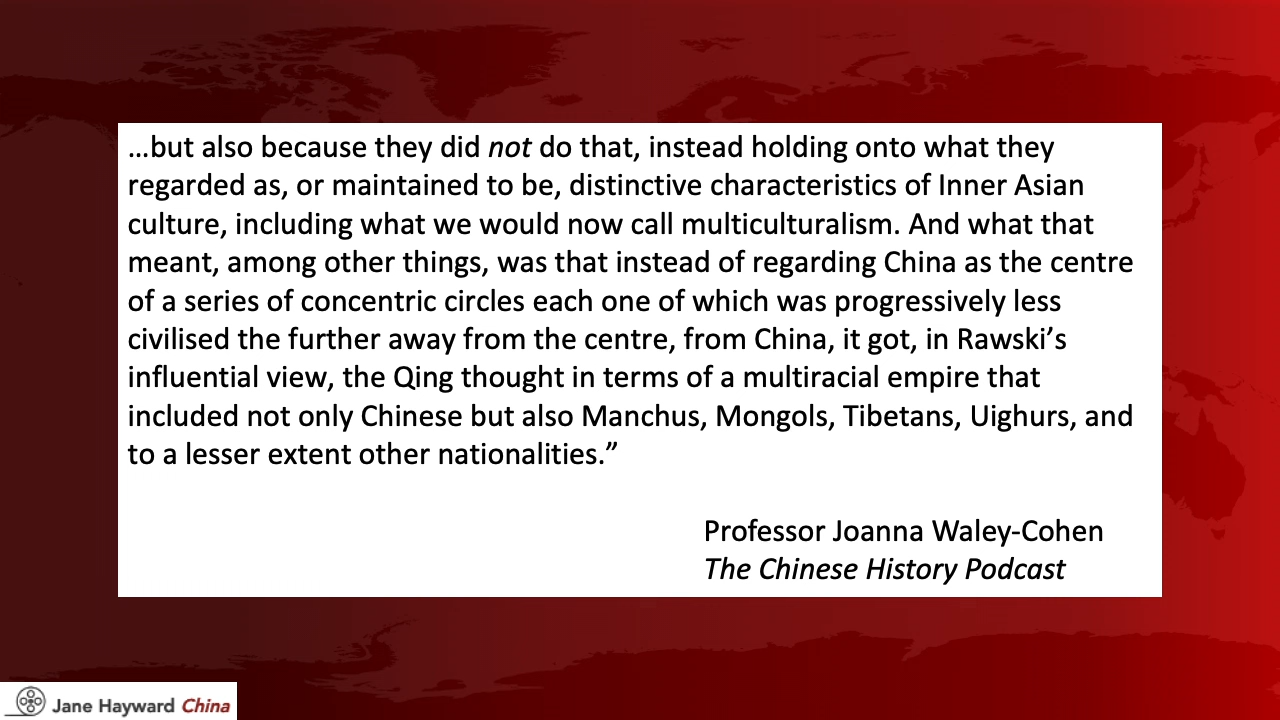 …but also because they did not do that, instead holding onto what they
regarded as, or maintained to be, distinctive characteristics of Inner Asian
culture, including what we would now call multiculturalism. And what that
meant, among other things, was that instead of regarding China as the centre
of a series of concentric circles each one of which was progressively less
civilised the further away from the centre, from China, it got, in Rawski’s
influential view, the Qing thought in terms of a multiracial empire that
included not only Chinese but also Manchus, Mongols, Tibetans, Uighurs, and
to a lesser extent other nationalities.”
Professor Joanna Waley-Cohen
The Chinese History Podcast
Jane Hayward China